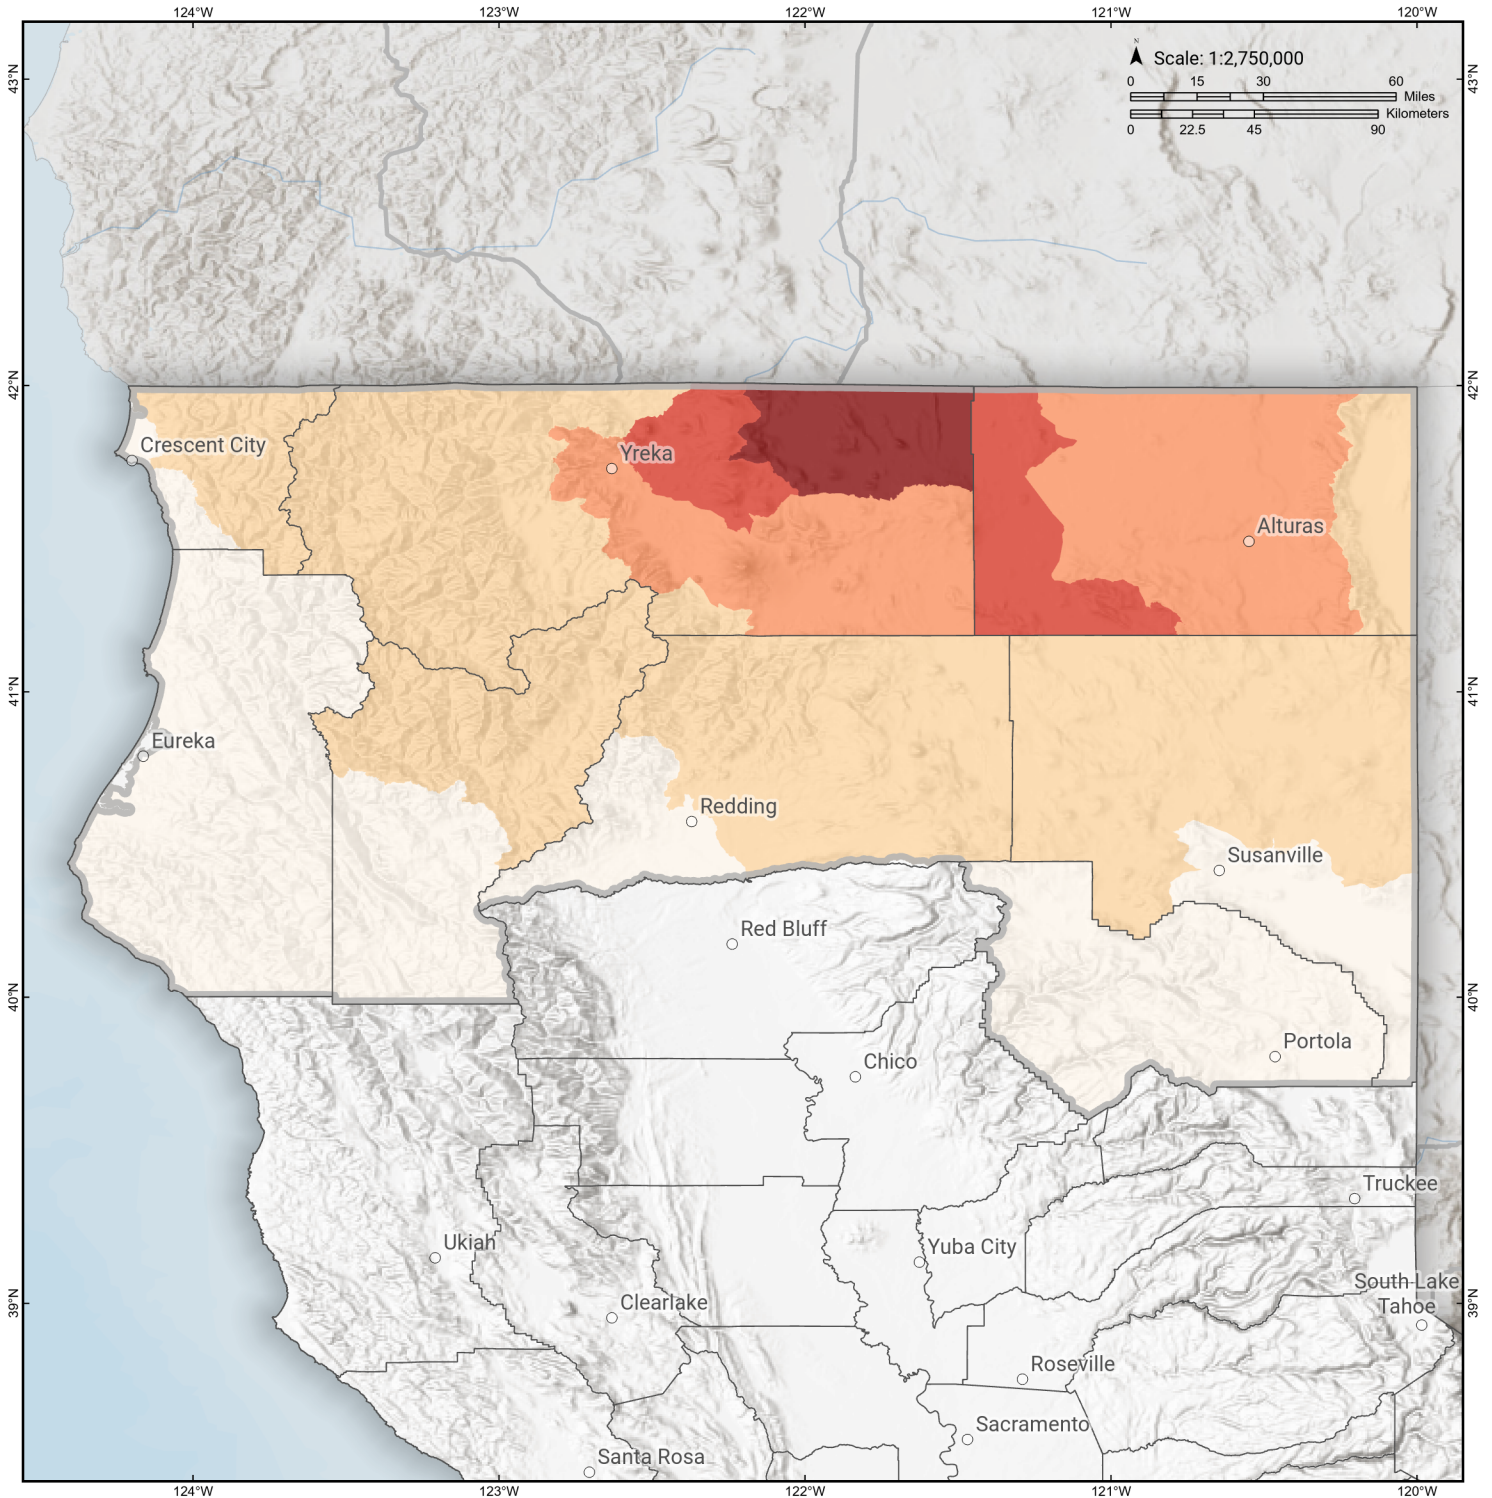 124°W 123°W 122°W 121°W 120°W
N
Scale: 1:2,750,000
0 15 30 60
Miles
Kilometers
0 22.5 45 90
43°N 43°N
42°N 42°N
Crescent City
Yreka
Alturas
41°N 41°N
Eureka
Redding
Susanville
Red Bluff
40°N 40°N
Portola
Chico
Truckee
Ukiah
Yuba City
South Lake
Tahoe
39°N 39°N
Clearlake
Roseville
Sacramento
Santa Rosa
124°W 123°W 122°W 121°W 120°W